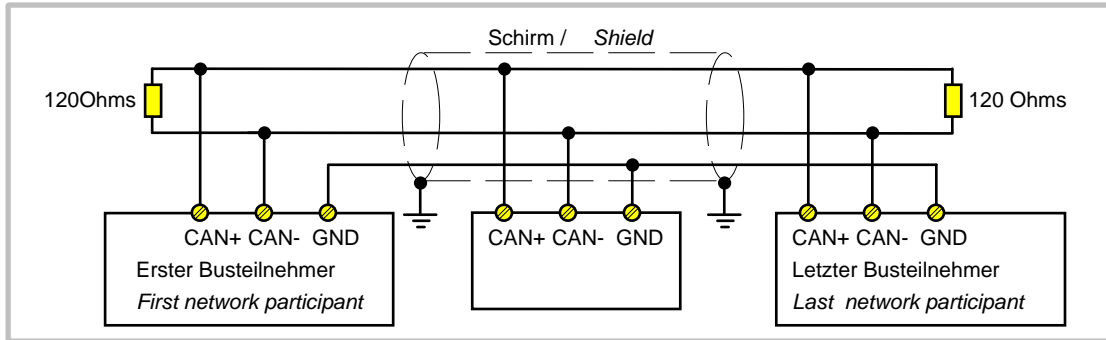 Schirm / Shield
120Ohms
120 Ohms
CAN+ CAN- GND
CAN+ CAN- GND
CAN+ CAN- GND
Erster Busteilnehmer
First network participant
Letzter Busteilnehmer
Last network participant